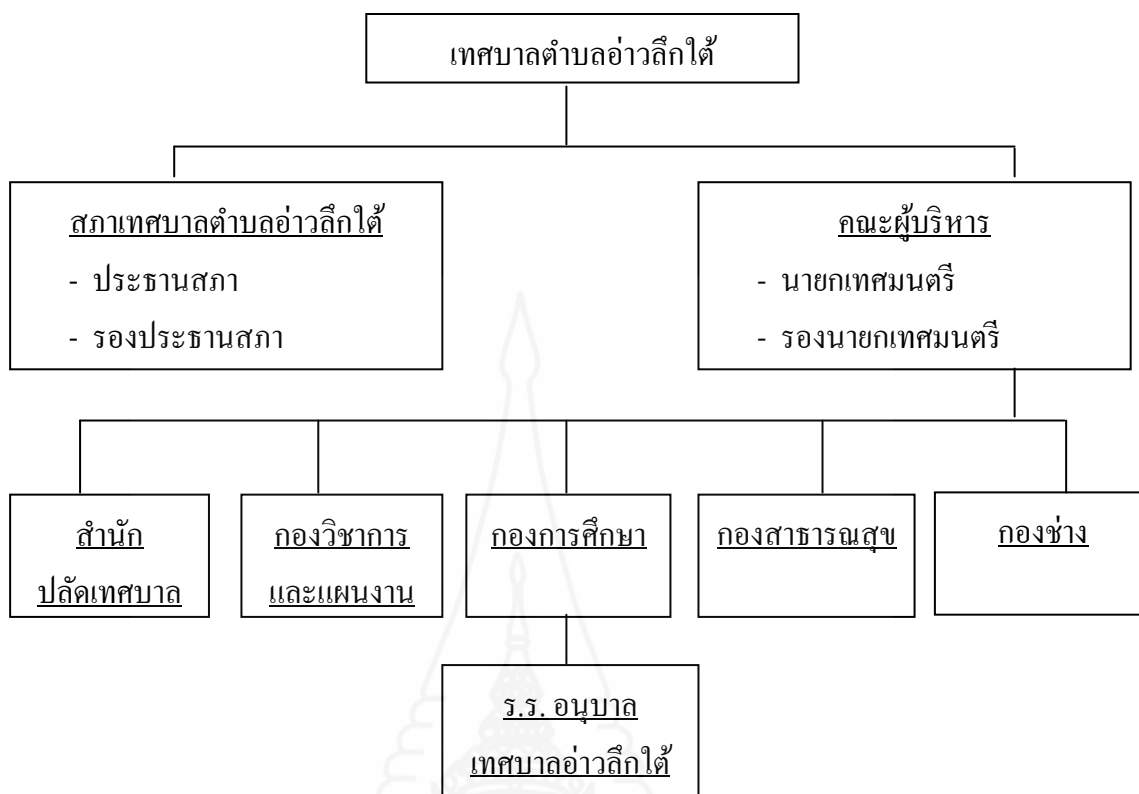 เทศบาลตำบลอ่าวลึกใต้
สภาเทศบาลตำบลอ่าวลึกใต้
- ประธานสภา
- รองประธานสภา
คณะผู้บริหาร
- นายกเทศมนตรี
- รองนายกเทศมนตรี
สำนัก
ปลัดเทศบาล
กองวิชาการ
และแผนงาน
กองการศึกษา
กองสาธารณสุข
กองช่าง
ร.ร. อนุบาล
เทศบาลอ่าวลึกใต้